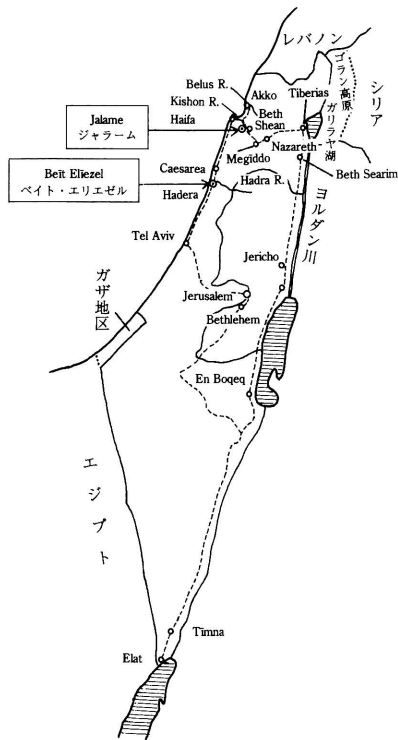 レバノン
ゴラン高原
シリア
ガリラヤ湖
Belus R.
Akko
Tiberias
Kishon R.
Haifa
Beth
Shean
Jalame
ジャラーム
Megiddo
Nazareth
Beth Searim
Beït Elïezel
ベイト・エリエゼル
Caesarea
Hadera
Hadra R.
ヨルダン川
Tel Aviv
Jericho
ガザ地区
Jerusalem
Bethlehem
En Boqeq
エジプト
Tïmna
Elat